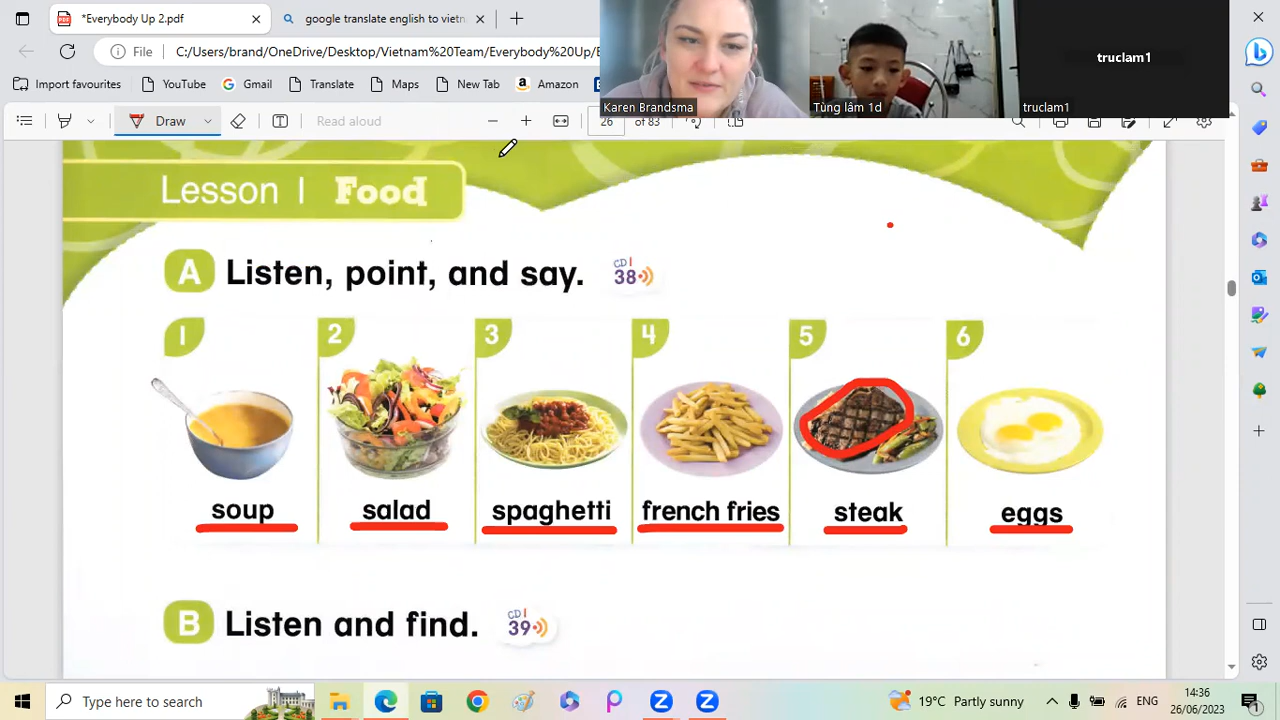 *Everybody Up 2.pdf
google translate english to vietn
File
C:/Users/brand/OneDrive/Desktop/Vietnam%20Team/Everybody%20Up/E
Import favourites
YouTube
Gmail
Translate
Maps
New Tab
Amazon
Karen Brandsma
Tùng lâm 1d
truclam1
truclam1
Draw
Read aloud
26
of 83
Lesson 1 Food
A Listen, point, and say. CD1 38
1
2
3
4
5
6
soup
salad
spaghetti
french fries
steak
eggs
B Listen and find. CD1 39
Type here to search
19°C Partly sunny
ENG
14:36
26/06/2023